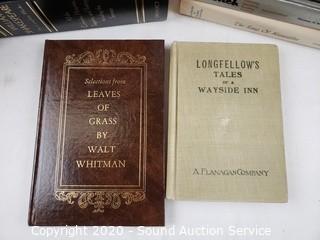 Selections from
LEAVES
OF
GRASS
BY
WALT
WHITMAN
LONGFELLOW'S
TALES
OF A
WAYSIDE INN
A. FLANAGAN COMPANY
Copyright 2020 - Sound Auction Service